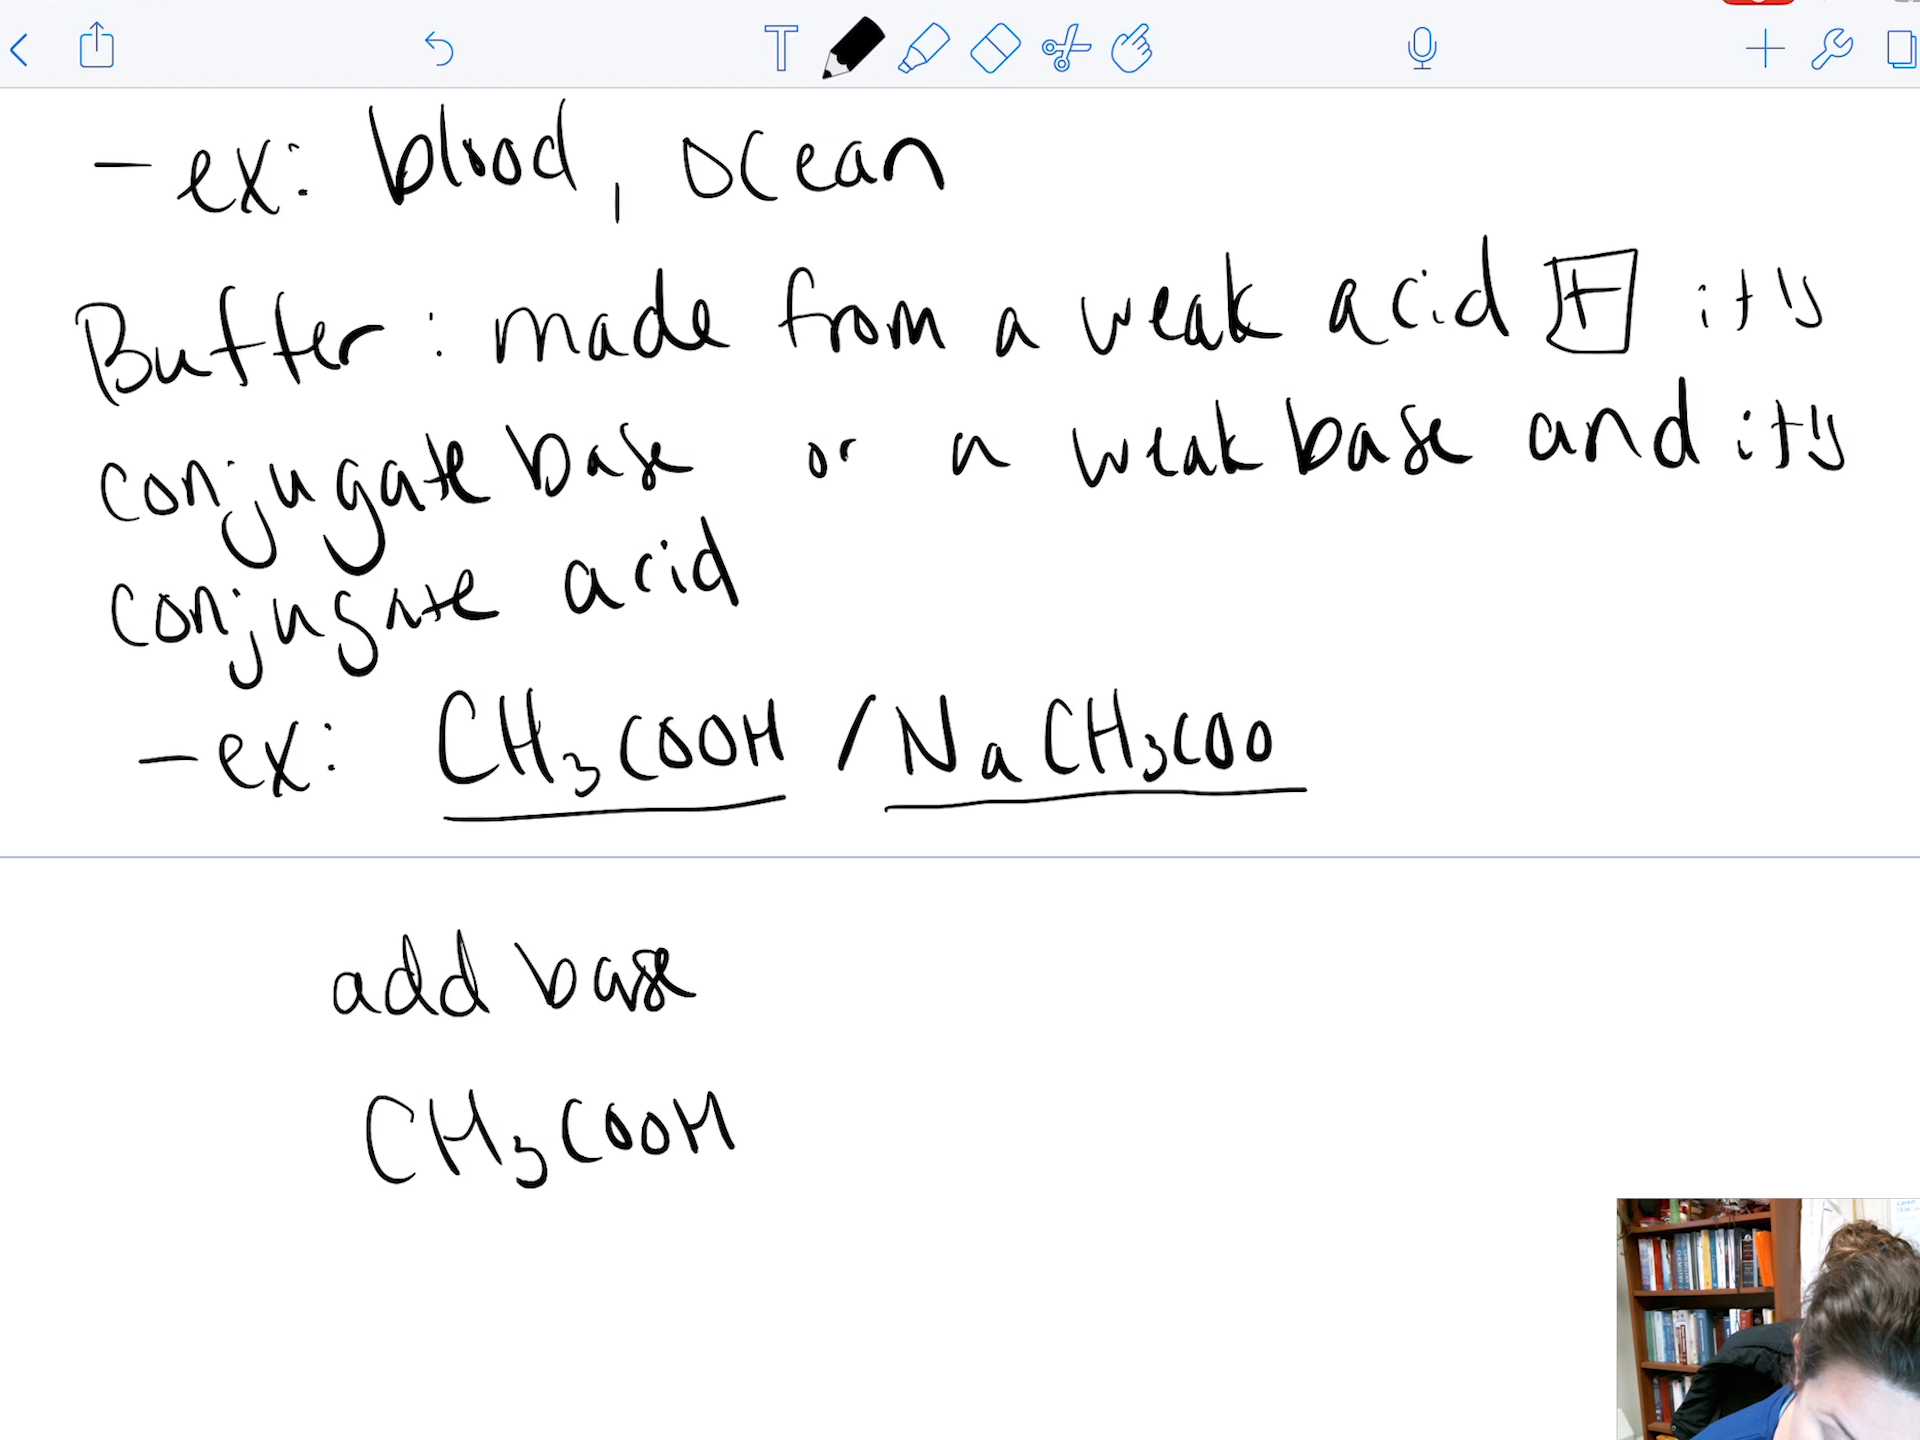 - ex: blood, ocean
Buffer: made from a weak acid + it's
conjugate base or a weak base and it's
conjugate acid
- ex: CH₃COOH / NaCH₃COO
add base
CH₃COOH